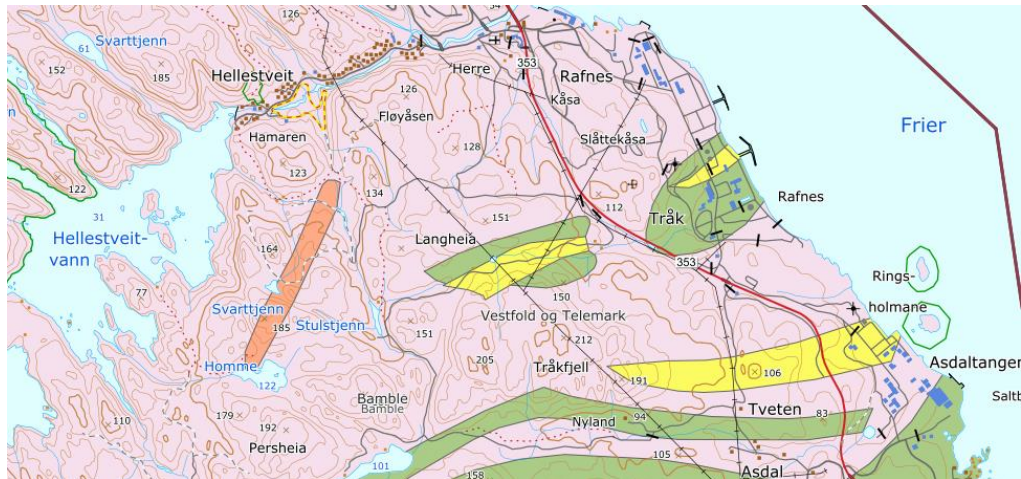 126
54
Svarttjenn
61
152
185
Hellestveit
Herre
353
Rafnes
126
Kåsa
Fløyåsen
Hamaren
Slåttekåsa
128
Frier
123
122
134
112
Rafnes
31
151
Tråk
Hellestveit-
vann
Langheia
164
353
77
Rings-
150
holmane
Svarttjenn
185
Stulstjenn
151
Vestfold og Telemark
212
205
Tråkfjell
Asdaltangen
Homme
122
191
106
Saltb
Bamble
Bamble
110
179
Nyland
94
Tveten
83
192
Persheia
105
101
158
Asdal